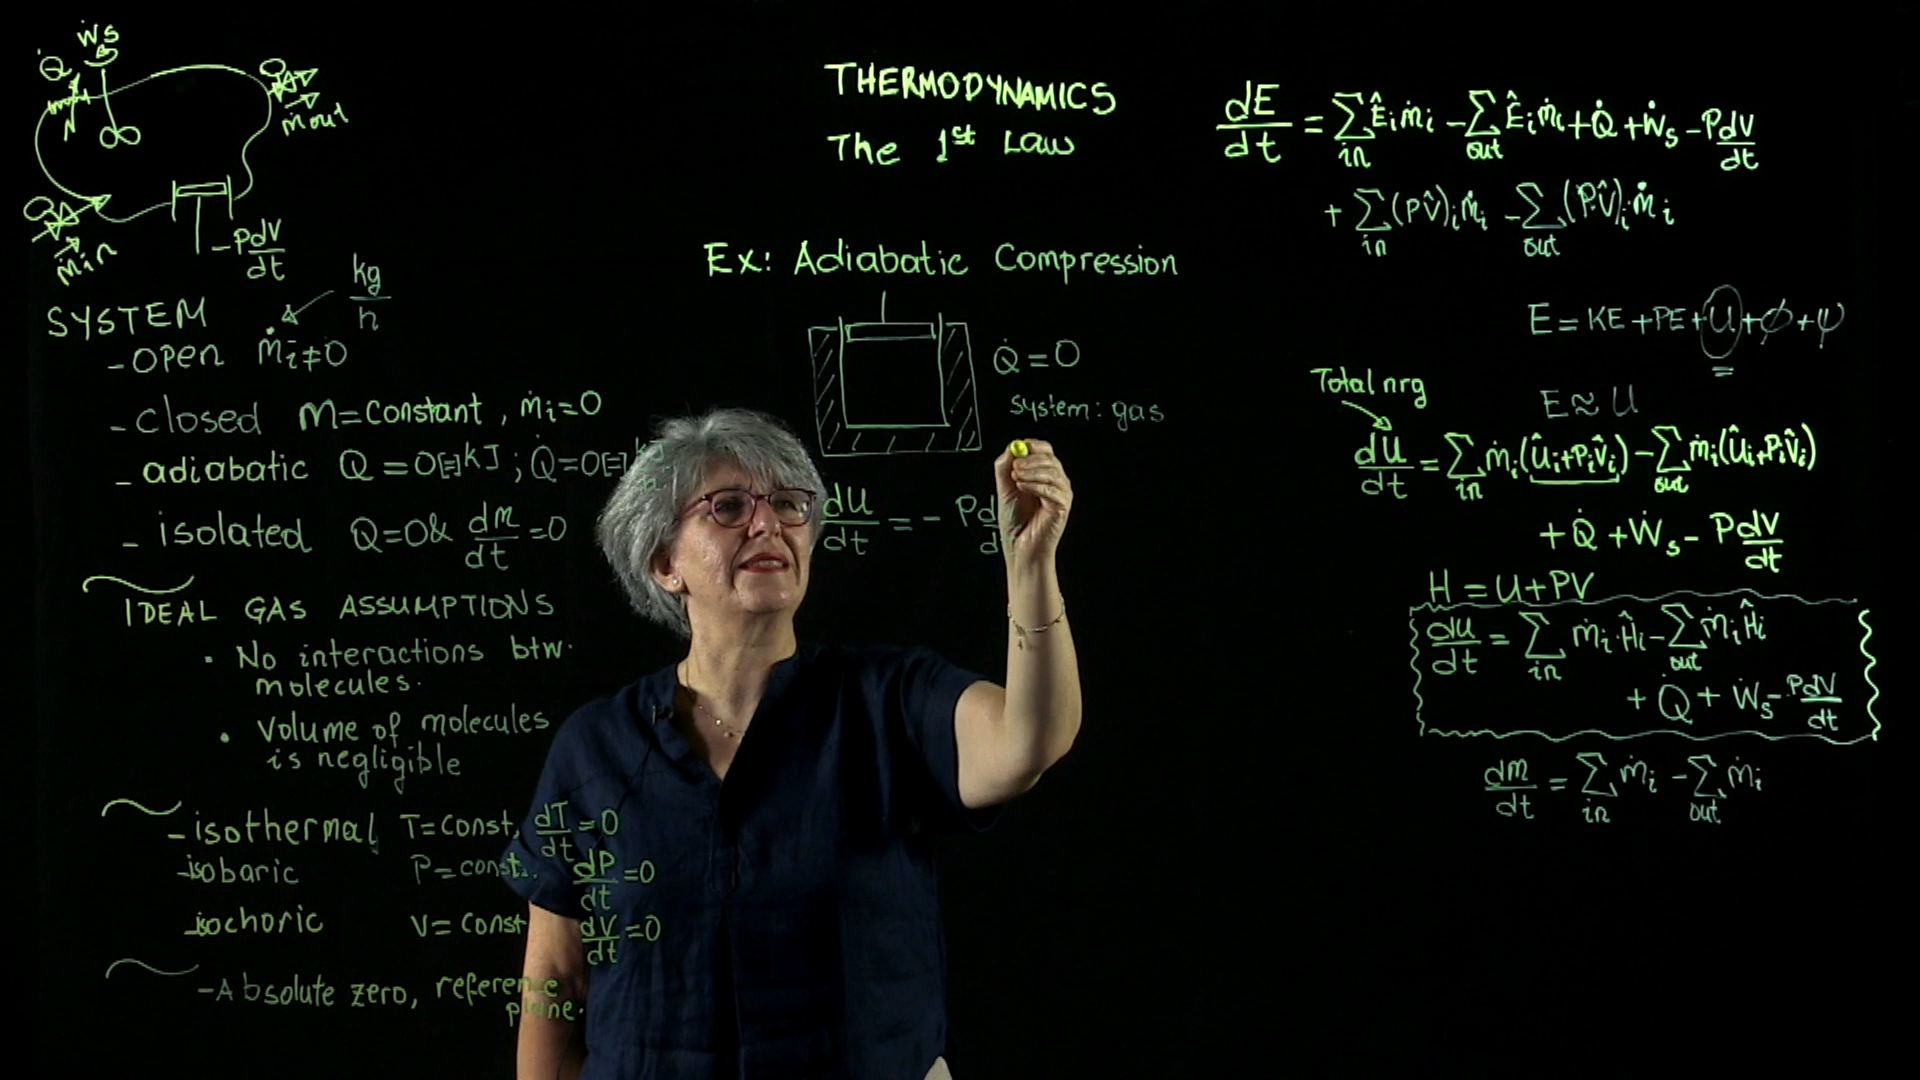 Ẇs
Q̇
ṁout
ṁin
-PdV/dt
kg/h
SYSTEM
-open ṁi≠0
-closed m=constant, ṁi=0
-adiabatic Q=0[=]kJ; Q̇=0[=]
-isolated Q=0& dm/dt=0
IDEAL GAS ASSUMPTIONS
• No interactions btw.
molecules.
• Volume of molecules
is negligible
-isothermal T=const, dT/dt=0
-isobaric P=const. dP/dt=0
-isochoric V=const dV/dt=0
-Absolute zero, reference
plane.
THERMODYNAMICS
The 1st Law
Ex: Adiabatic Compression
Q̇=0
system: gas
dU/dt = - Pd
dE/dt = Σin Êiṁi - Σout Êiṁi + Q̇ + Ẇs - PdV/dt
+ Σin (PV̂)iṁi - Σout (PV̂)iṁi
E=KE+PE+U+ϕ+ψ
Total nrg
E≈U
dU/dt = Σin ṁi(Ûi+PiV̂i) - Σout ṁi(Ûi+PiV̂i)
+ Q̇ + Ẇs - PdV/dt
H=U+PV
dU/dt = Σin ṁiĤi - Σout ṁiĤi
+ Q̇ + Ẇs - PdV/dt
dm/dt = Σin ṁi - Σout ṁi